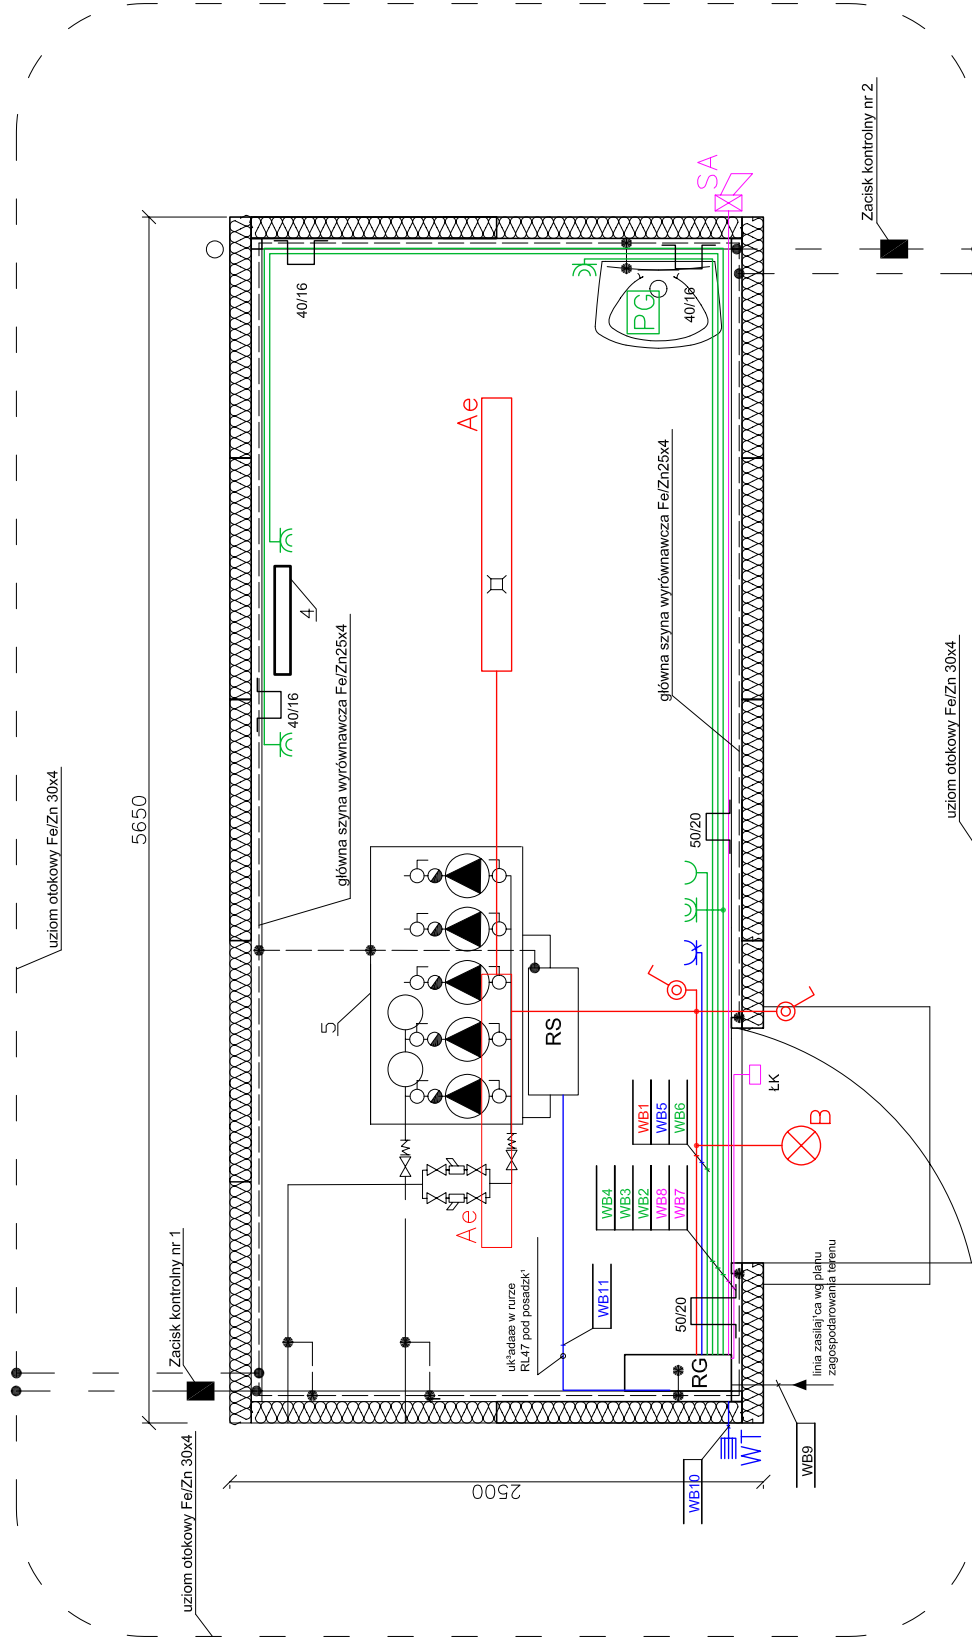 Zacisk kontrolny nr 2
SA
40/16
PG
40/16
Ae
4
40/16
główna szyna wyrównawcza Fe/Zn25x4
główna szyna wyrównawcza Fe/Zn25x4
uziom otokowy Fe/Zn 30x4
uziom otokowy Fe/Zn 30x4
5650
50/20
5
RS
ŁK
B
WB1
WB5
WB6
WB4
WB3
WB2
WB8
WB7
Ae
uk³adaæ w rurze
RL47 pod posadzk¹
WB11
50/20
RG
linia zasilaj¹ca wg planu
zagospodarowania terenu
Zacisk kontrolny nr 1
uziom otokowy Fe/Zn 30x4
2500
WT
WB10
WB9